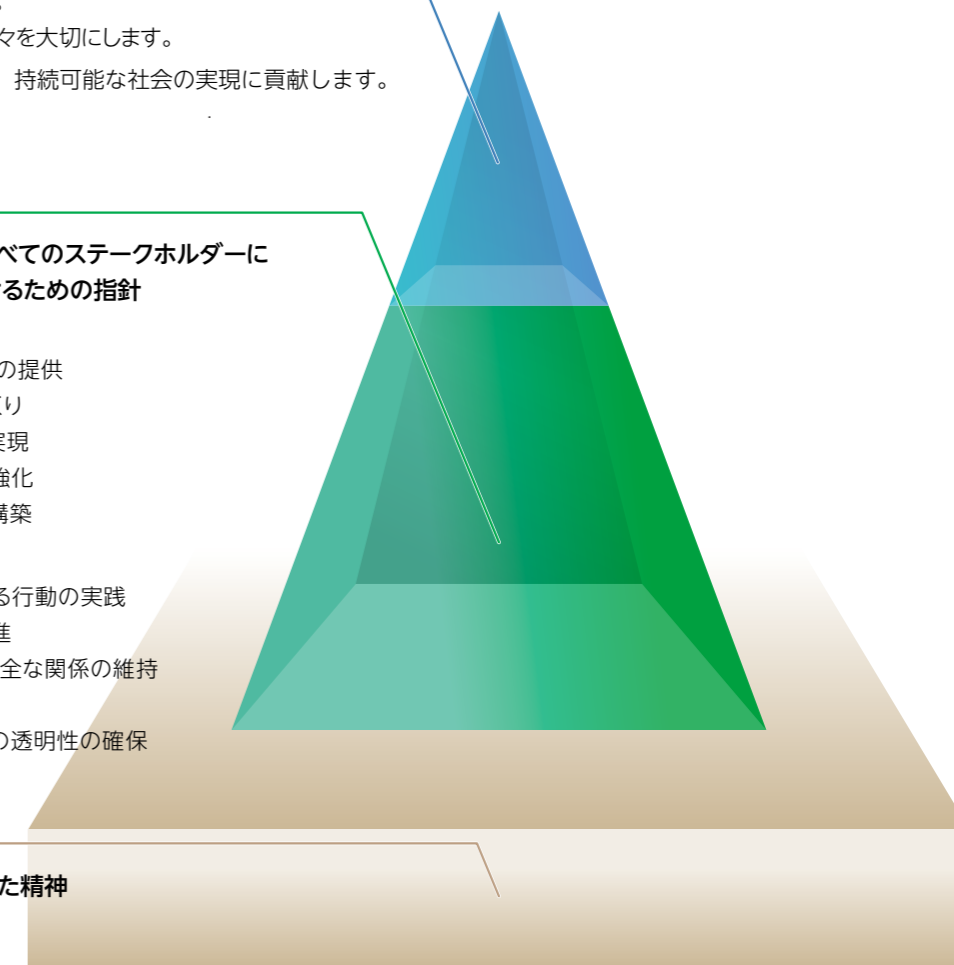 々を大切にします。
持続可能な社会の実現に貢献します。
べてのステークホルダーに
るための指針
の提供
くり
実現
強化
構築
る行動の実践
進
全な関係の維持
の透明性の確保
た精神